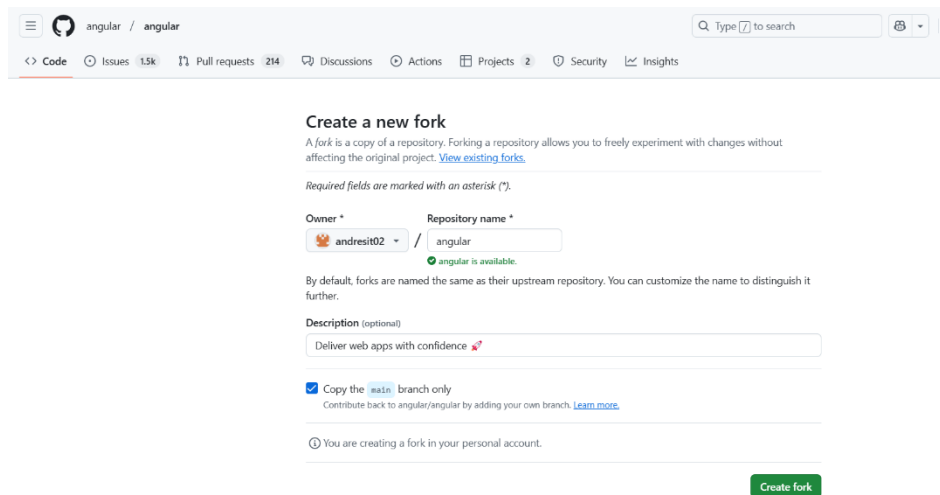 angular / angular
Type / to search
Code Issues 1.5k Pull requests 214 Discussions Actions Projects 2 Security Insights
Create a new fork
A fork is a copy of a repository. Forking a repository allows you to freely experiment with changes without
affecting the original project. View existing forks.
Required fields are marked with an asterisk (*).
Owner * Repository name *
andresit02 / angular
angular is available.
By default, forks are named the same as their upstream repository. You can customize the name to distinguish it
further.
Description (optional)
Deliver web apps with confidence 🚀
Copy the main branch only
Contribute back to angular/angular by adding your own branch. Learn more.
You are creating a fork in your personal account.
Create fork